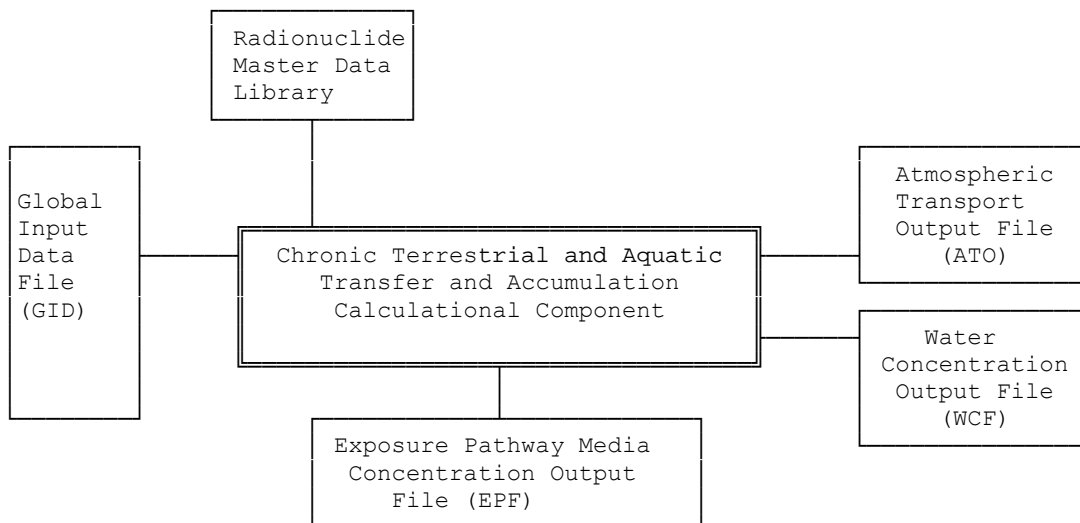 Radionuclide
Master Data
Library
Global
Input
Data
File
(GID)
Chronic Terrestrial and Aquatic
Transfer and Accumulation
Calculational Component
Atmospheric
Transport
Output File
(ATO)
Water
Concentration
Output File
(WCF)
Exposure Pathway Media
Concentration Output
File (EPF)